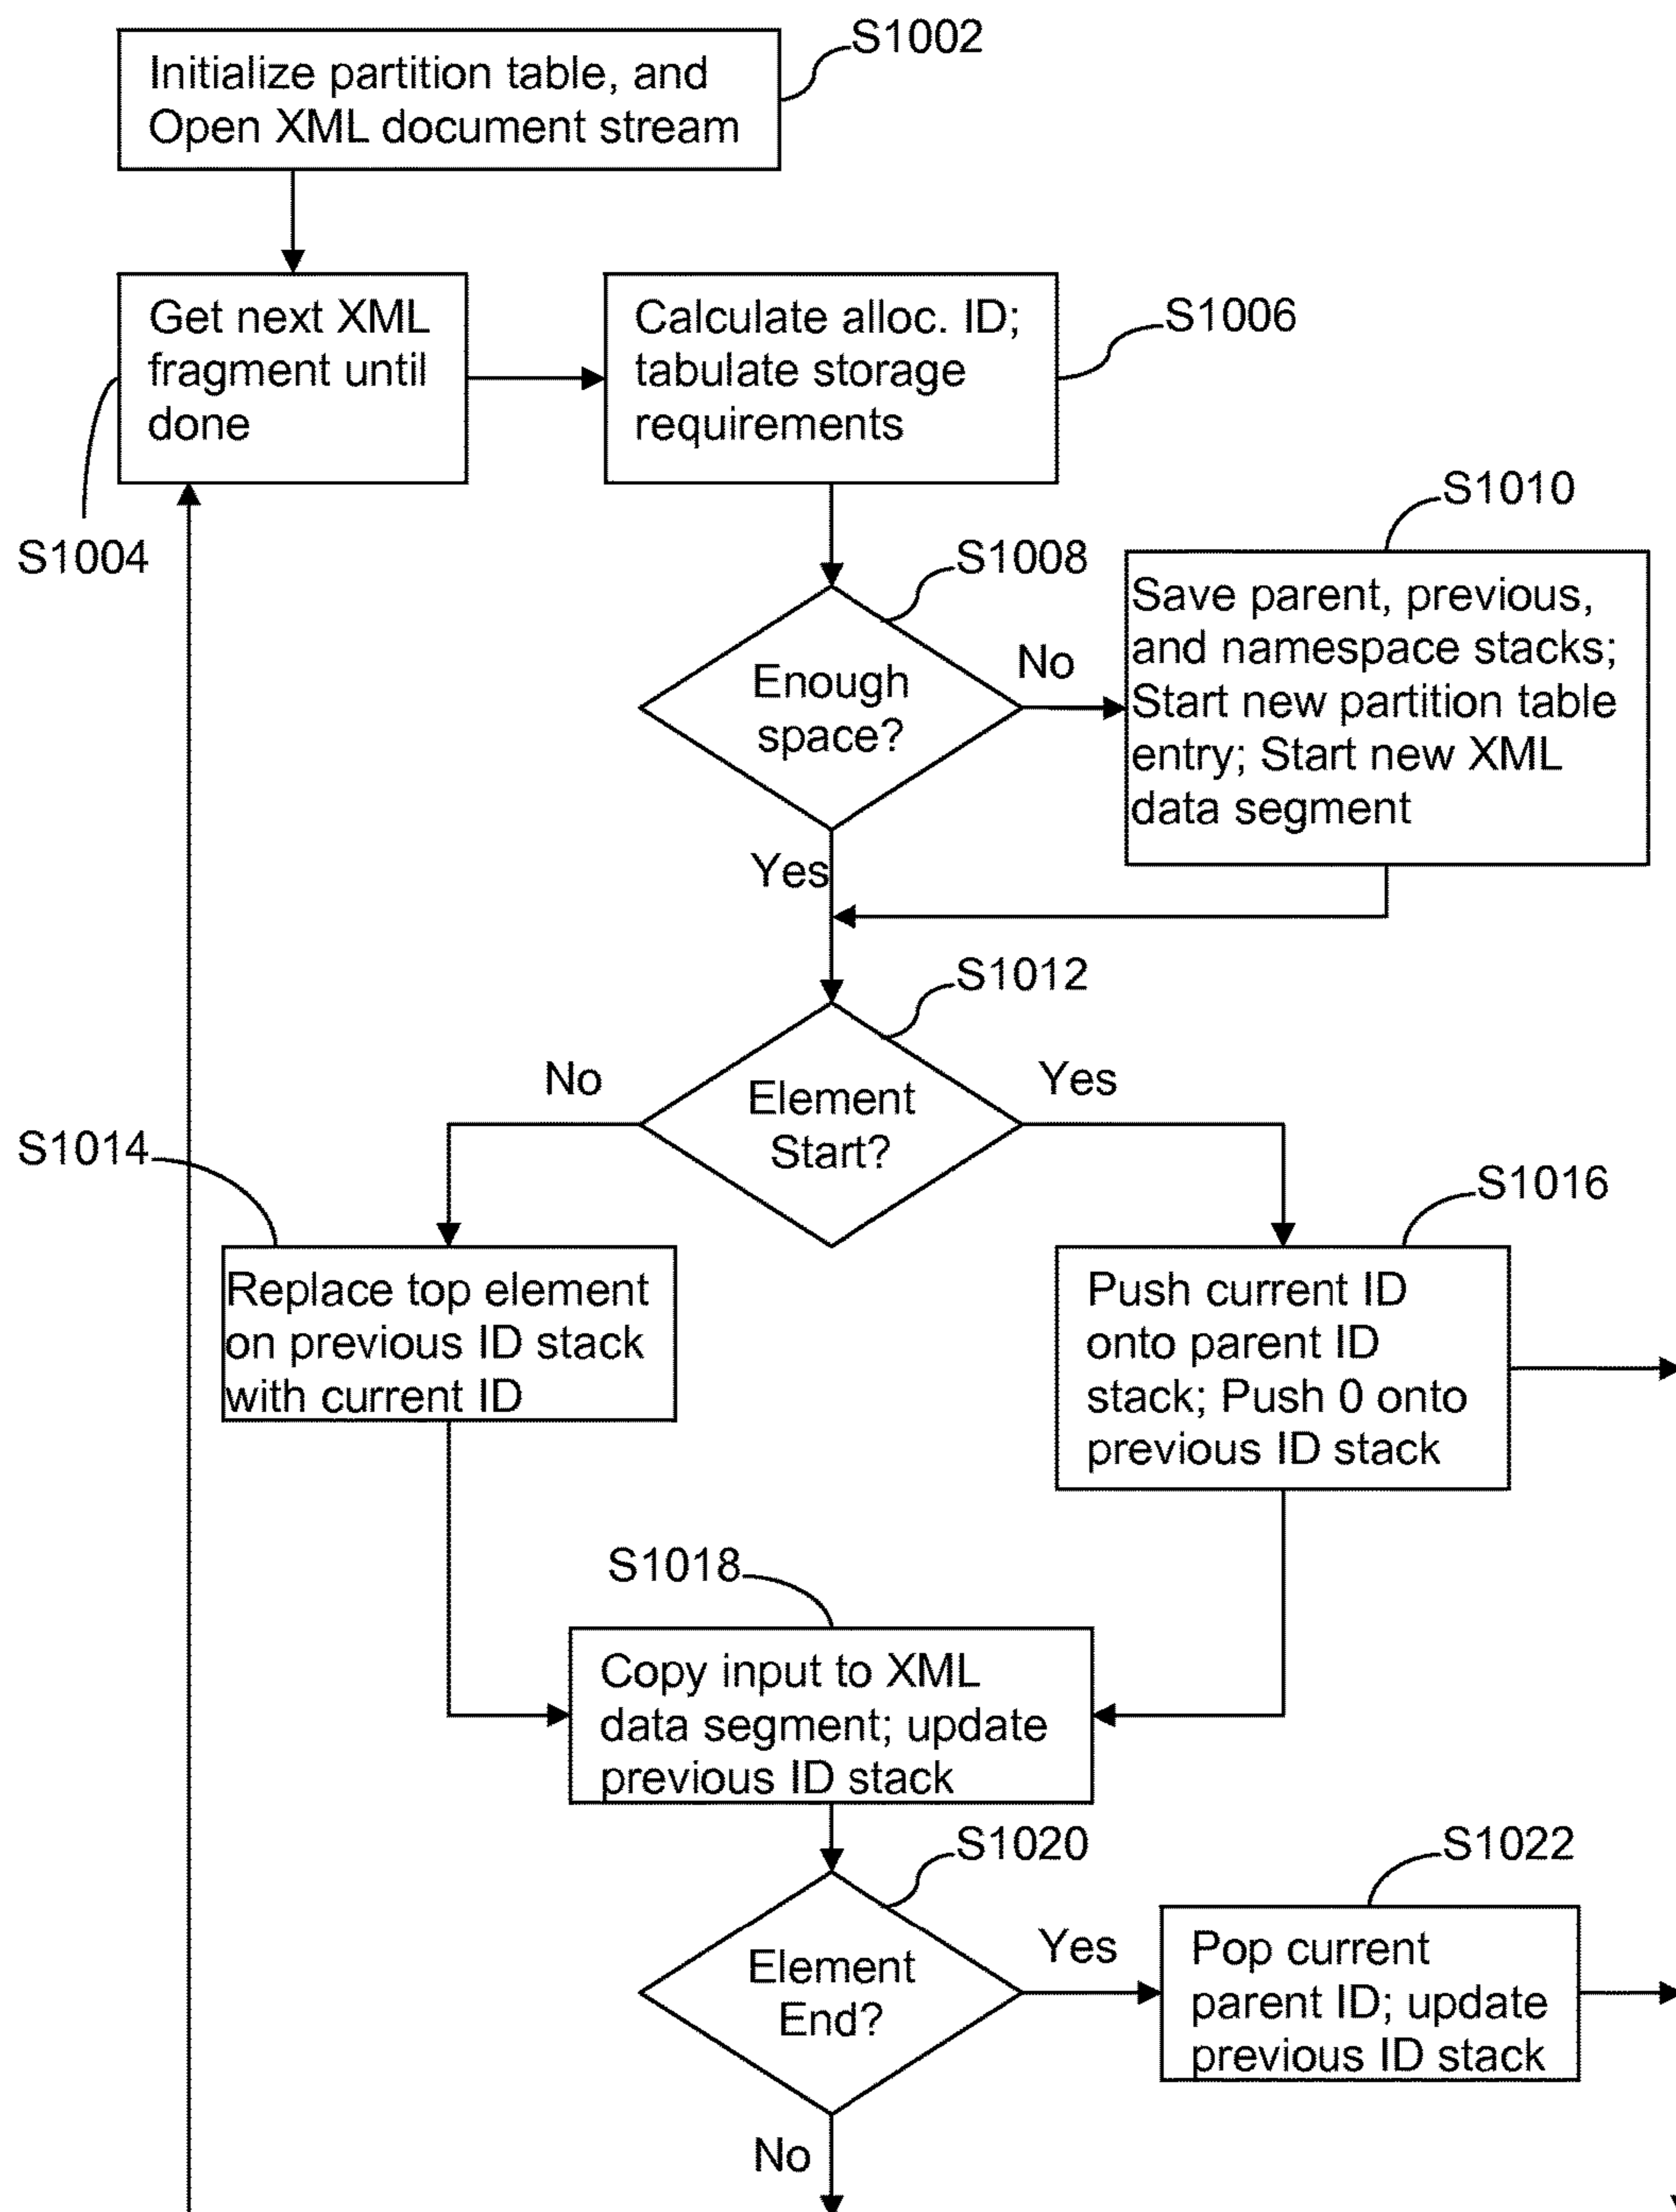 S1002
Initialize partition table, and
Open XML document stream
Get next XML
fragment until
done
S1004
Calculate alloc. ID;
tabulate storage
requirements
S1006
S1008
Enough
space?
No
Yes
S1010
Save parent, previous,
and namespace stacks;
Start new partition table
entry; Start new XML
data segment
S1012
Element
Start?
No
Yes
S1014
Replace top element
on previous ID stack
with current ID
S1016
Push current ID
onto parent ID
stack; Push 0 onto
previous ID stack
S1018
Copy input to XML
data segment; update
previous ID stack
S1020
Element
End?
Yes
No
S1022
Pop current
parent ID; update
previous ID stack